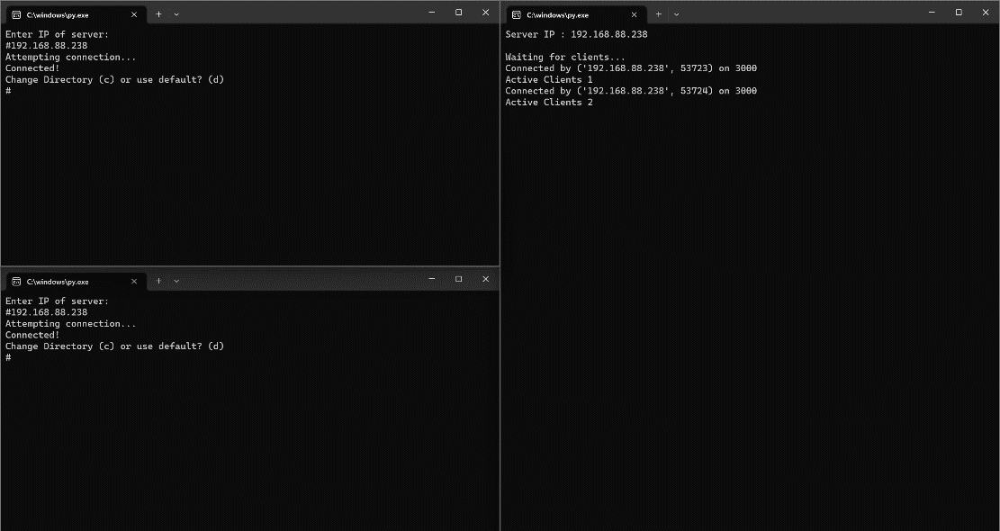 C:\windows\py.exe
Enter IP of server:
#192.168.88.238
Attempting connection...
Connected!
Change Directory (c) or use default? (d)
#
C:\windows\py.exe
Enter IP of server:
#192.168.88.238
Attempting connection...
Connected!
Change Directory (c) or use default? (d)
#
C:\windows\py.exe
Server IP : 192.168.88.238
Waiting for clients...
Connected by ('192.168.88.238', 53723) on 3000
Active Clients 1
Connected by ('192.168.88.238', 53724) on 3000
Active Clients 2